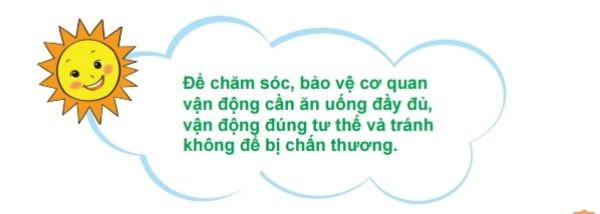 Để chăm sóc, bảo vệ cơ quan
vận động cần ăn uống đầy đủ,
vận động đúng tư thế và tránh
không để bị chấn thương.